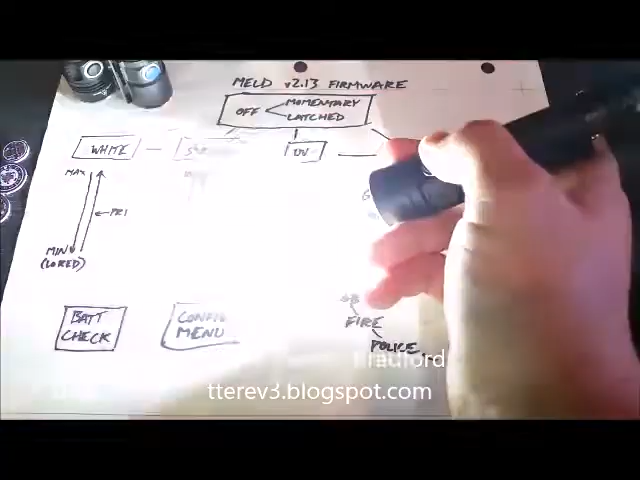 MELD V2.13 FIRMWARE
OFF
MOMENTARY
LATCHED
WHITE
UV
MAX
PRI
MIN
(LORED)
BATT
CHECK
CONFIG
MENU
FIRE
POLICE
tterev3.blogspot.com